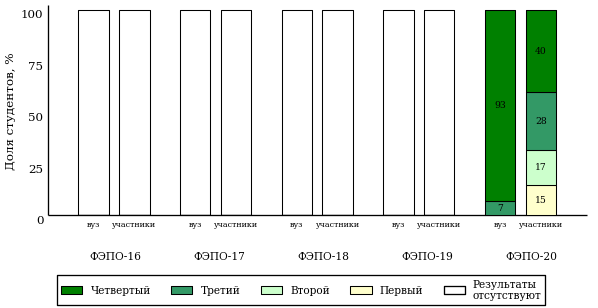 Доля студентов, %
100
75
50
25
0
93
7
40
28
17
15
вуз участники вуз участники вуз участники вуз участники вуз участники
ФЭПО-16 ФЭПО-17 ФЭПО-18 ФЭПО-19 ФЭПО-20
Четвертый Третий Второй Первый Результаты
отсутствуют